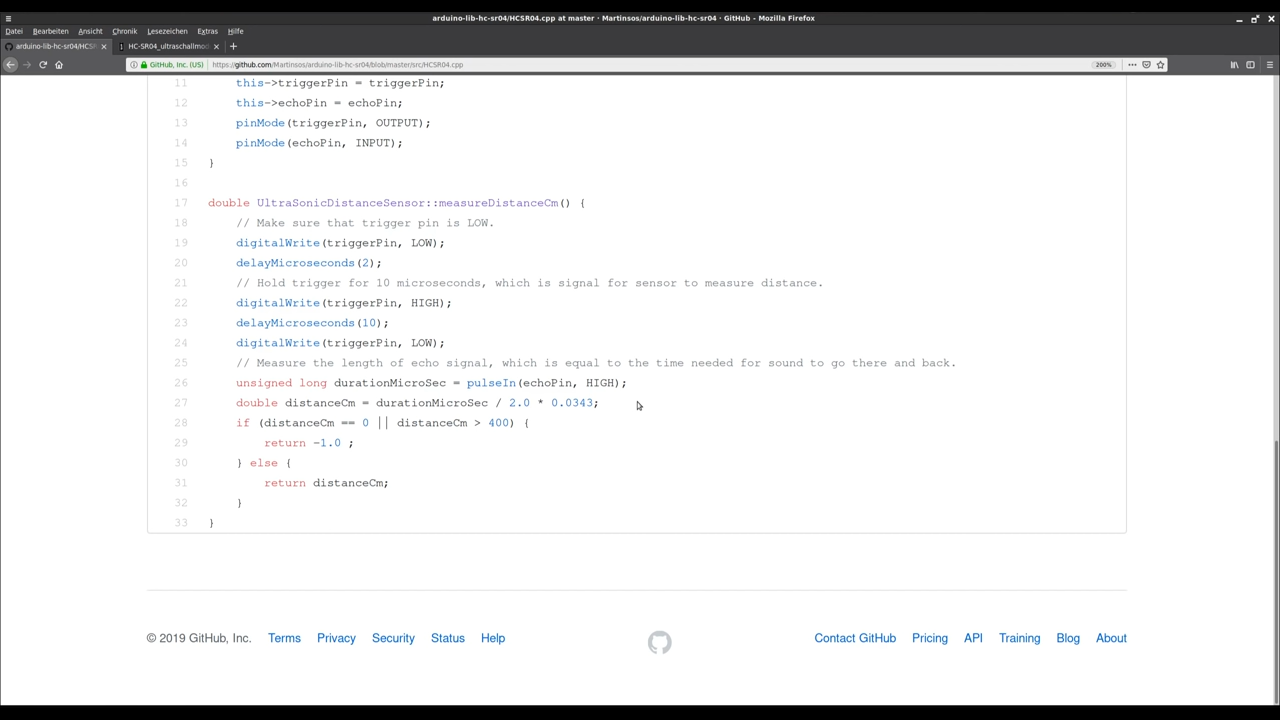 arduino-lib-hc-sr04/HCSR04.cpp at master · Martinsos/arduino-lib-hc-sr04 · GitHub - Mozilla Firefox
Datei Bearbeiten Ansicht Chronik Lesezeichen Extras Hilfe
arduino-lib-hc-sr04/HCSR HC-SR04_ultraschallmod
GitHub, Inc. (US) https://github.com/Martinsos/arduino-lib-hc-sr04/blob/master/src/HCSR04.cpp 200%
11 this->triggerPin = triggerPin;
12 this->echoPin = echoPin;
13 pinMode(triggerPin, OUTPUT);
14 pinMode(echoPin, INPUT);
15 }
16
17 double UltraSonicDistanceSensor::measureDistanceCm() {
18 // Make sure that trigger pin is LOW.
19 digitalWrite(triggerPin, LOW);
20 delayMicroseconds(2);
21 // Hold trigger for 10 microseconds, which is signal for sensor to measure distance.
22 digitalWrite(triggerPin, HIGH);
23 delayMicroseconds(10);
24 digitalWrite(triggerPin, LOW);
25 // Measure the length of echo signal, which is equal to the time needed for sound to go there and back.
26 unsigned long durationMicroSec = pulseIn(echoPin, HIGH);
27 double distanceCm = durationMicroSec / 2.0 * 0.0343;
28 if (distanceCm == 0 || distanceCm > 400) {
29 return -1.0 ;
30 } else {
31 return distanceCm;
32 }
33 }
© 2019 GitHub, Inc. Terms Privacy Security Status Help Contact GitHub Pricing API Training Blog About